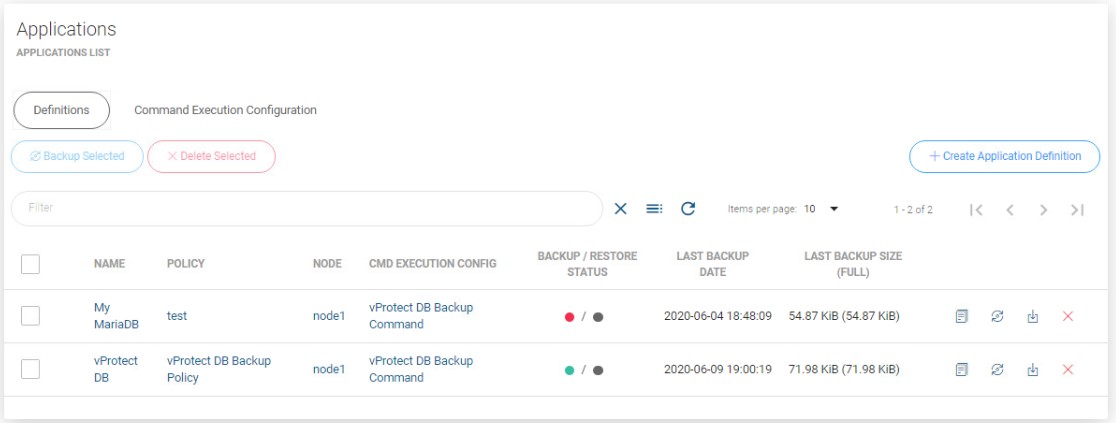 Applications
APPLICATIONS LIST
Definitions Command Execution Configuration
Backup Selected Delete Selected + Create Application Definition
Filter Items per page: 10 1 - 2 of 2
NAME POLICY NODE CMD EXECUTION CONFIG BACKUP / RESTORE STATUS LAST BACKUP DATE LAST BACKUP SIZE (FULL)
My MariaDB test node1 vProtect DB Backup Command / 2020-06-04 18:48:09 54.87 KiB (54.87 KiB)
vProtect DB vProtect DB Backup Policy node1 vProtect DB Backup Command / 2020-06-09 19:00:19 71.98 KiB (71.98 KiB)